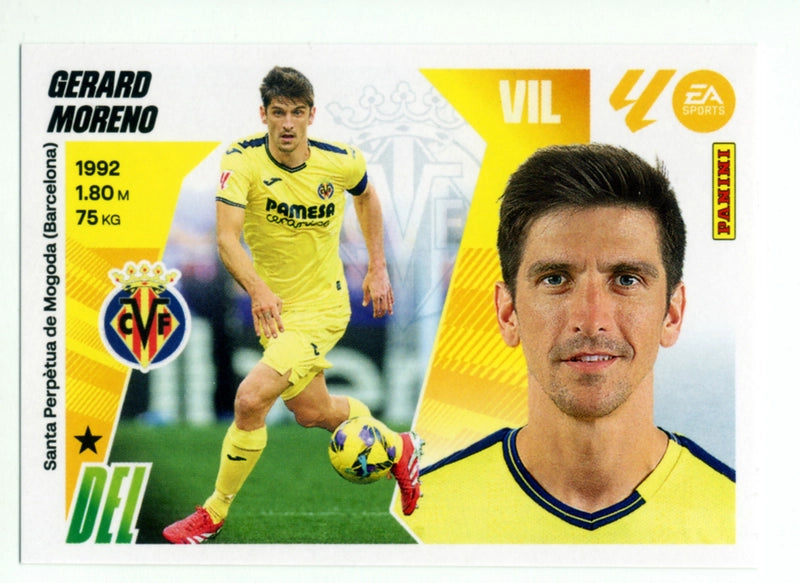 GERARD
MORENO
1992
1.80 M
75 KG
Santa Perpètua de Mogoda (Barcelona)
CVF
DEL
PAMESA
cerámica
VIL
EA
SPORTS
PANINI